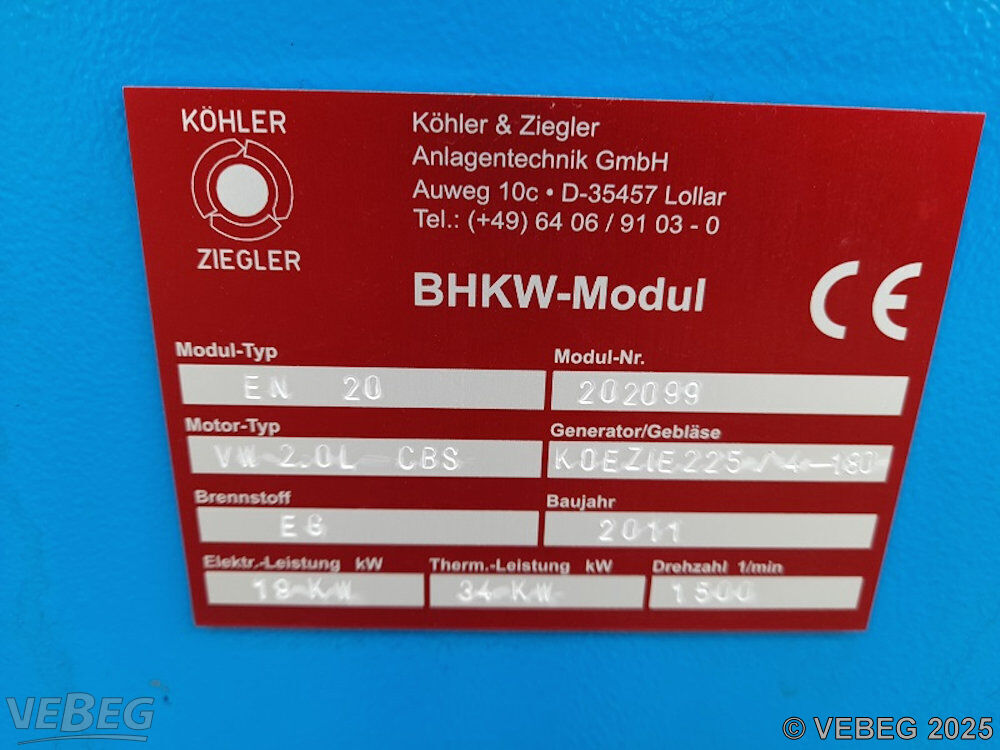 KÖHLER
ZIEGLER
Köhler & Ziegler
Anlagentechnik GmbH
Auweg 10c • D-35457 Lollar
Tel.: (+49) 64 06 / 91 03 - 0
BHKW-Modul
CE
Modul-Typ
EN 20
Modul-Nr.
202099
Motor-Typ
VW 2.0L CBS
Generator/Gebläse
KOEZIE225/4-180
Brennstoff
EG
Baujahr
2011
Elektr.-Leistung kW
19 KW
Therm.-Leistung kW
34 KW
Drehzahl 1/min
1500
VEBEG
© VEBEG 2025